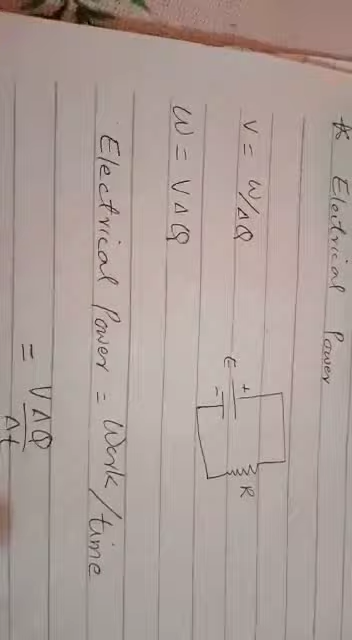 * Electrical Power
V = W/ΔQ
W = VΔQ
E + -
R
Electrical Power = Work/time
= VΔQ/Δt